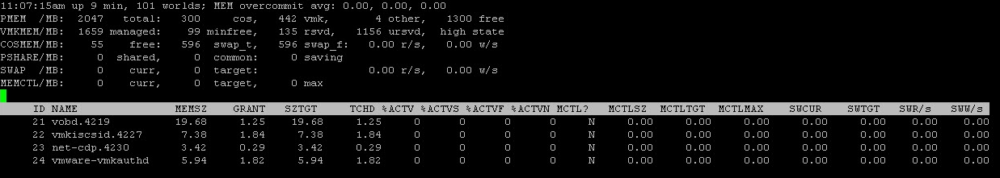 11:07:15am up 9 min, 101 worlds; MEM overcommit avg: 0.00, 0.00, 0.00
PMEM /MB: 2047 total: 300 cos, 442 vmk, 4 other, 1300 free
VMKMEM/MB: 1659 managed: 99 minfree, 135 rsvd, 1156 ursvd, high state
COSMEM/MB: 55 free: 596 swap_t, 596 swap_f: 0.00 r/s, 0.00 w/s
PSHARE/MB: 0 shared, 0 common: 0 saving
SWAP /MB: 0 curr, 0 target: 0.00 r/s, 0.00 w/s
MEMCTL/MB: 0 curr, 0 target, 0 max
ID NAME MEMSZ GRANT SZTGT TCHD %ACTV %ACTVS %ACTVF %ACTVN MCTL? MCTLSZ MCTLTGT MCTLMAX SWCUR SWTGT SWR/s SWW/s
21 vobd.4219 19.68 1.25 19.68 1.25 0 0 0 0 N 0.00 0.00 0.00 0.00 0.00 0.00 0.00
22 vmkiscsid.4227 7.38 1.84 7.38 1.84 0 0 0 0 N 0.00 0.00 0.00 0.00 0.00 0.00 0.00
23 net-cdp.4230 3.42 0.29 3.42 0.29 0 0 0 0 N 0.00 0.00 0.00 0.00 0.00 0.00 0.00
24 vmware-vmkauthd 5.94 1.82 5.94 1.82 0 0 0 0 N 0.00 0.00 0.00 0.00 0.00 0.00 0.00